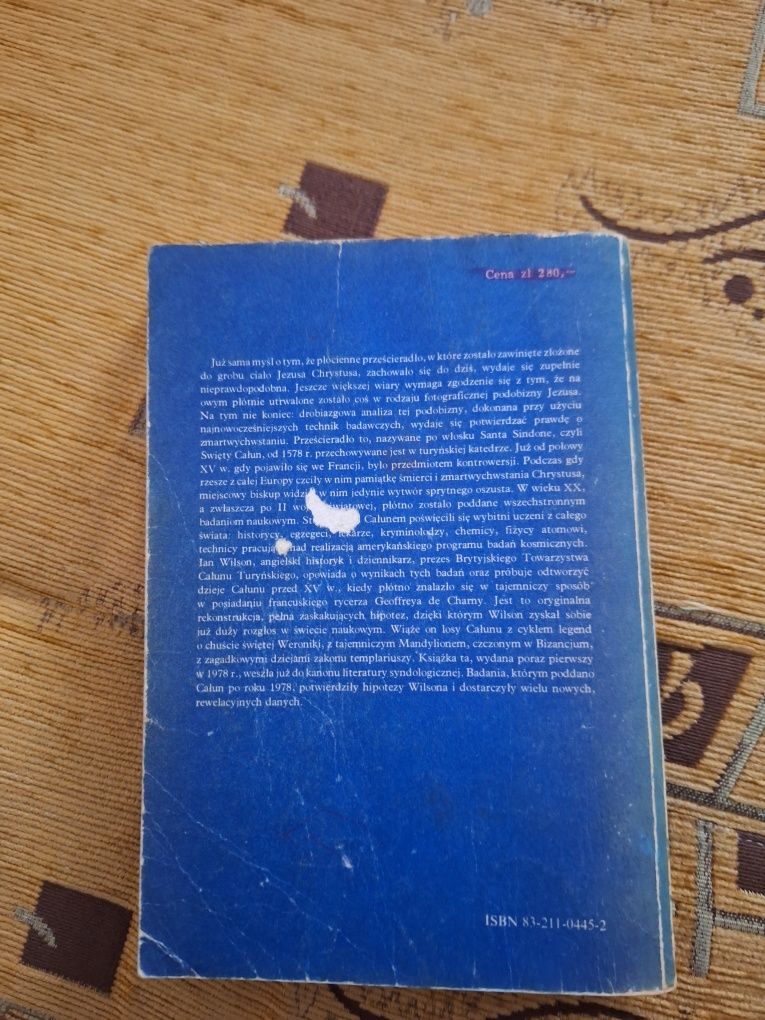 Cena zł 280,—
Już sama myśl o tym, że płócienne prześcieradło, w które zostało zawinięte złożone
do grobu ciało Jezusa Chrystusa, zachowało się do dziś, wydaje się zupełnie
nieprawdopodobna. Jeszcze większej wiary wymaga zgodzenie się z tym, że na
owym płótnie utrwalone zostało coś w rodzaju fotograficznej podobizny Jezusa.
Na tym nie koniec: drobiazgowa analiza tej podobizny, dokonana przy użyciu
najnowocześniejszych technik badawczych, wydaje się potwierdzać prawdę o
zmartwychwstaniu. Prześcieradło to, nazywane po włosku Santa Sindone, czyli
Święty Całun, od 1578 r. przechowywane jest w turyńskiej katedrze. Już od połowy
XV w. gdy pojawiło się we Francji, było przedmiotem kontrowersji. Podczas gdy
rzesze z całej Europy czciły w nim pamiątkę śmierci i zmartwychwstania Chrystusa,
miejscowy biskup w nim jedynie wytwór sprytnego oszusta. W wieku XX,
a zwłaszcza po II płótno zostało poddane wszechstronnym
badaniom naukowym. Całunem poświęcili się wybitni uczeni z całego
świata: historycy, egzegeci, lekarze, kryminolodzy, chemicy, fizycy atomowi,
technicy nad realizacją amerykańskiego programu badań kosmicznych.
Ian Wilson, angielski historyk i dziennikarz, prezes Brytyjskiego Towarzystwa
Całunu Turyńskiego, opowiada o wynikach tych badań oraz próbuje odtworzyć
dzieje Całunu przed XV w., kiedy płótno znalazło się w tajemniczy sposób
w posiadaniu francuskiego rycerza Geoffreya de Charny. Jest to oryginalna
rekonstrukcja, pełna zaskakujących hipotez, dzięki którym Wilson zyskał sobie
już duży rozgłos w świecie naukowym. Wiąże on losy Całunu z cyklem legend
o chuście świętej Weroniki, z tajemniczym Mandylionem, czczonym w Bizancjum,
z zagadkowymi dziejami zakonu templariuszy. Książka ta, wydana poraz pierwszy
w 1978 r., weszła już do kanonu literatury syndologicznej. Badania, którym poddano
Całun po roku 1978, potwierdziły hipotezy Wilsona i dostarczyły wielu nowych,
rewelacyjnych danych.
ISBN 83-211-0445-2